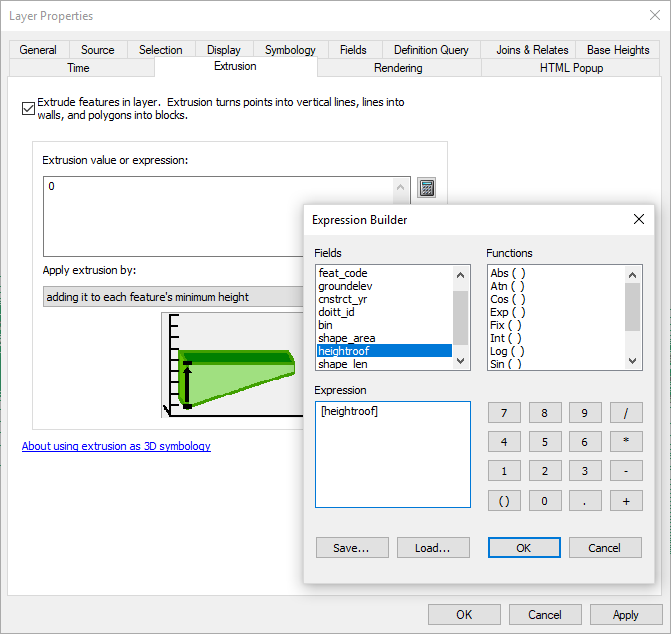 Layer Properties
General Source Selection Display Symbology Fields Definition Query Joins & Relates Base Heights
Time Extrusion Rendering HTML Popup
Extrude features in layer. Extrusion turns points into vertical lines, lines into
walls, and polygons into blocks.
Extrusion value or expression:
0
Apply extrusion by:
adding it to each feature's minimum height
About using extrusion as 3D symbology
Expression Builder
Fields
feat_code
groundelev
cnstrct_yr
doitt_id
bin
shape_area
heightroof
shape_len
Functions
Abs ( )
Atn ( )
Cos ( )
Exp ( )
Fix ( )
Int ( )
Log ( )
Sin ( )
Expression
[heightroof]
7 8 9 /
4 5 6 *
1 2 3 -
( ) 0 . +
Save... Load... OK Cancel
OK Cancel Apply